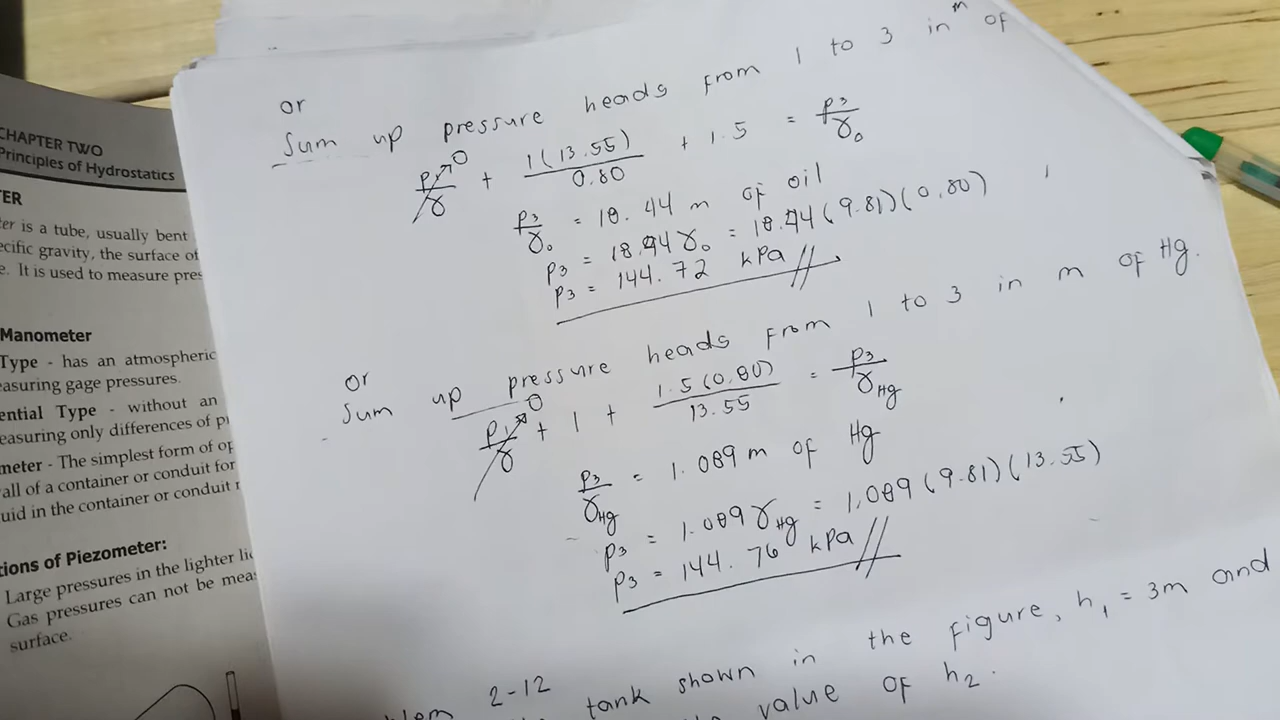 CHAPTER TWO
Principles of Hydrostatics
TER
ter is a tube, usually bent
ecific gravity, the surface of
e. It is used to measure pres
Manometer
Type - has an atmospheric
easuring gage pressures.
ential Type - without an
easuring only differences of p
meter - The simplest form of op
all of a container or conduit for
uid in the container or conduit
tions of Piezometer:
Large pressures in the lighter li
Gas pressures can not be mea
surface.
or
Sum up pressure heads from 1 to 3 in m of
p₁/γ ↗0 + 1(13.55)/0.80 + 1.5 = p₃/γₒ
p₃/γₒ = 18.44 m of oil
p₃ = 18.44 γₒ = 18.44(9.81)(0.80)
p₃ = 144.72 kPa //
or
Sum up pressure heads from 1 to 3 in m of Hg.
p₁/γ ↗0 + 1 + 1.5(0.80)/13.55 = p₃/γHg
p₃/γHg = 1.089 m of Hg
p₃ = 1.089 γHg = 1.089(9.81)(13.55)
p₃ = 144.76 kPa //
2-12
tank shown in the figure, h₁ = 3m and
value of h₂.